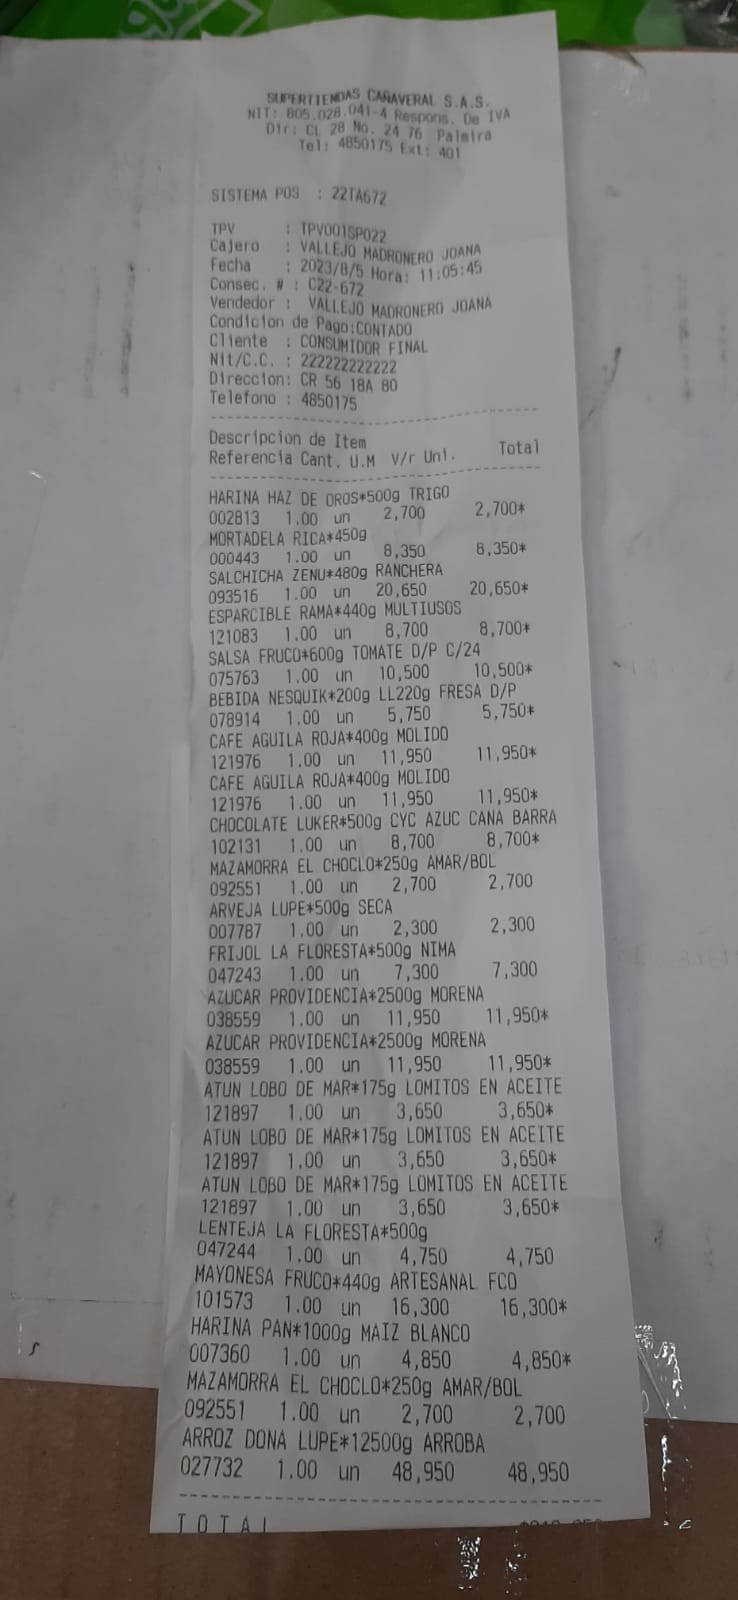 SUPERTIENDAS CAÑAVERAL S.A.S.
NIT: 805.028.041-4 Respons. De IVA
Dir: CL 28 No. 24 76 Palmira
Tel: 4850175 Ext: 401
SISTEMA POS : 22TA672
TPV : TPV001SP022
Cajero : VALLEJO MADRONERO JOANA
Fecha : 2023/8/5 Hora: 11:05:45
Consec. # : C22-672
Vendedor : VALLEJO MADRONERO JOANA
Condicion de Pago:CONTADO
Cliente : CONSUMIDOR FINAL
Nit/C.C. : 222222222222
Direccion: CR 56 18A 80
Telefono : 4850175
Descripcion de Item
Referencia Cant. U.M V/r Uni. Total
HARINA HAZ DE OROS*500g TRIGO
002813 1.00 un 2,700 2,700*
MORTADELA RICA*450g
000443 1.00 un 8,350 8,350*
SALCHICHA ZENU*480g RANCHERA
093516 1.00 un 20,650 20,650*
ESPARCIBLE RAMA*440g MULTIUSOS
121083 1.00 un 8,700 8,700*
SALSA FRUCO*600g TOMATE D/P C/24
075763 1.00 un 10,500 10,500*
BEBIDA NESQUIK*200g LL220g FRESA D/P
078914 1.00 un 5,750 5,750*
CAFE AGUILA ROJA*400g MOLIDO
121976 1.00 un 11,950 11,950*
CAFE AGUILA ROJA*400g MOLIDO
121976 1.00 un 11,950 11,950*
CHOCOLATE LUKER*500g CYC AZUC CANA BARRA
102131 1.00 un 8,700 8,700*
MAZAMORRA EL CHOCLO*250g AMAR/BOL
092551 1.00 un 2,700 2,700
ARVEJA LUPE*500g SECA
007787 1.00 un 2,300 2,300
FRIJOL LA FLORESTA*500g NIMA
047243 1.00 un 7,300 7,300
AZUCAR PROVIDENCIA*2500g MORENA
038559 1.00 un 11,950 11,950*
AZUCAR PROVIDENCIA*2500g MORENA
038559 1.00 un 11,950 11,950*
ATUN LOBO DE MAR*175g LOMITOS EN ACEITE
121897 1.00 un 3,650 3,650*
ATUN LOBO DE MAR*175g LOMITOS EN ACEITE
121897 1.00 un 3,650 3,650*
ATUN LOBO DE MAR*175g LOMITOS EN ACEITE
121897 1.00 un 3,650 3,650*
LENTEJA LA FLORESTA*500g
047244 1.00 un 4,750 4,750
MAYONESA FRUCO*440g ARTESANAL FCO
101573 1.00 un 16,300 16,300*
HARINA PAN*1000g MAIZ BLANCO
007360 1.00 un 4,850 4,850*
MAZAMORRA EL CHOCLO*250g AMAR/BOL
092551 1.00 un 2,700 2,700
ARROZ DONA LUPE*12500g ARROBA
027732 1.00 un 48,950 48,950
TOTAL